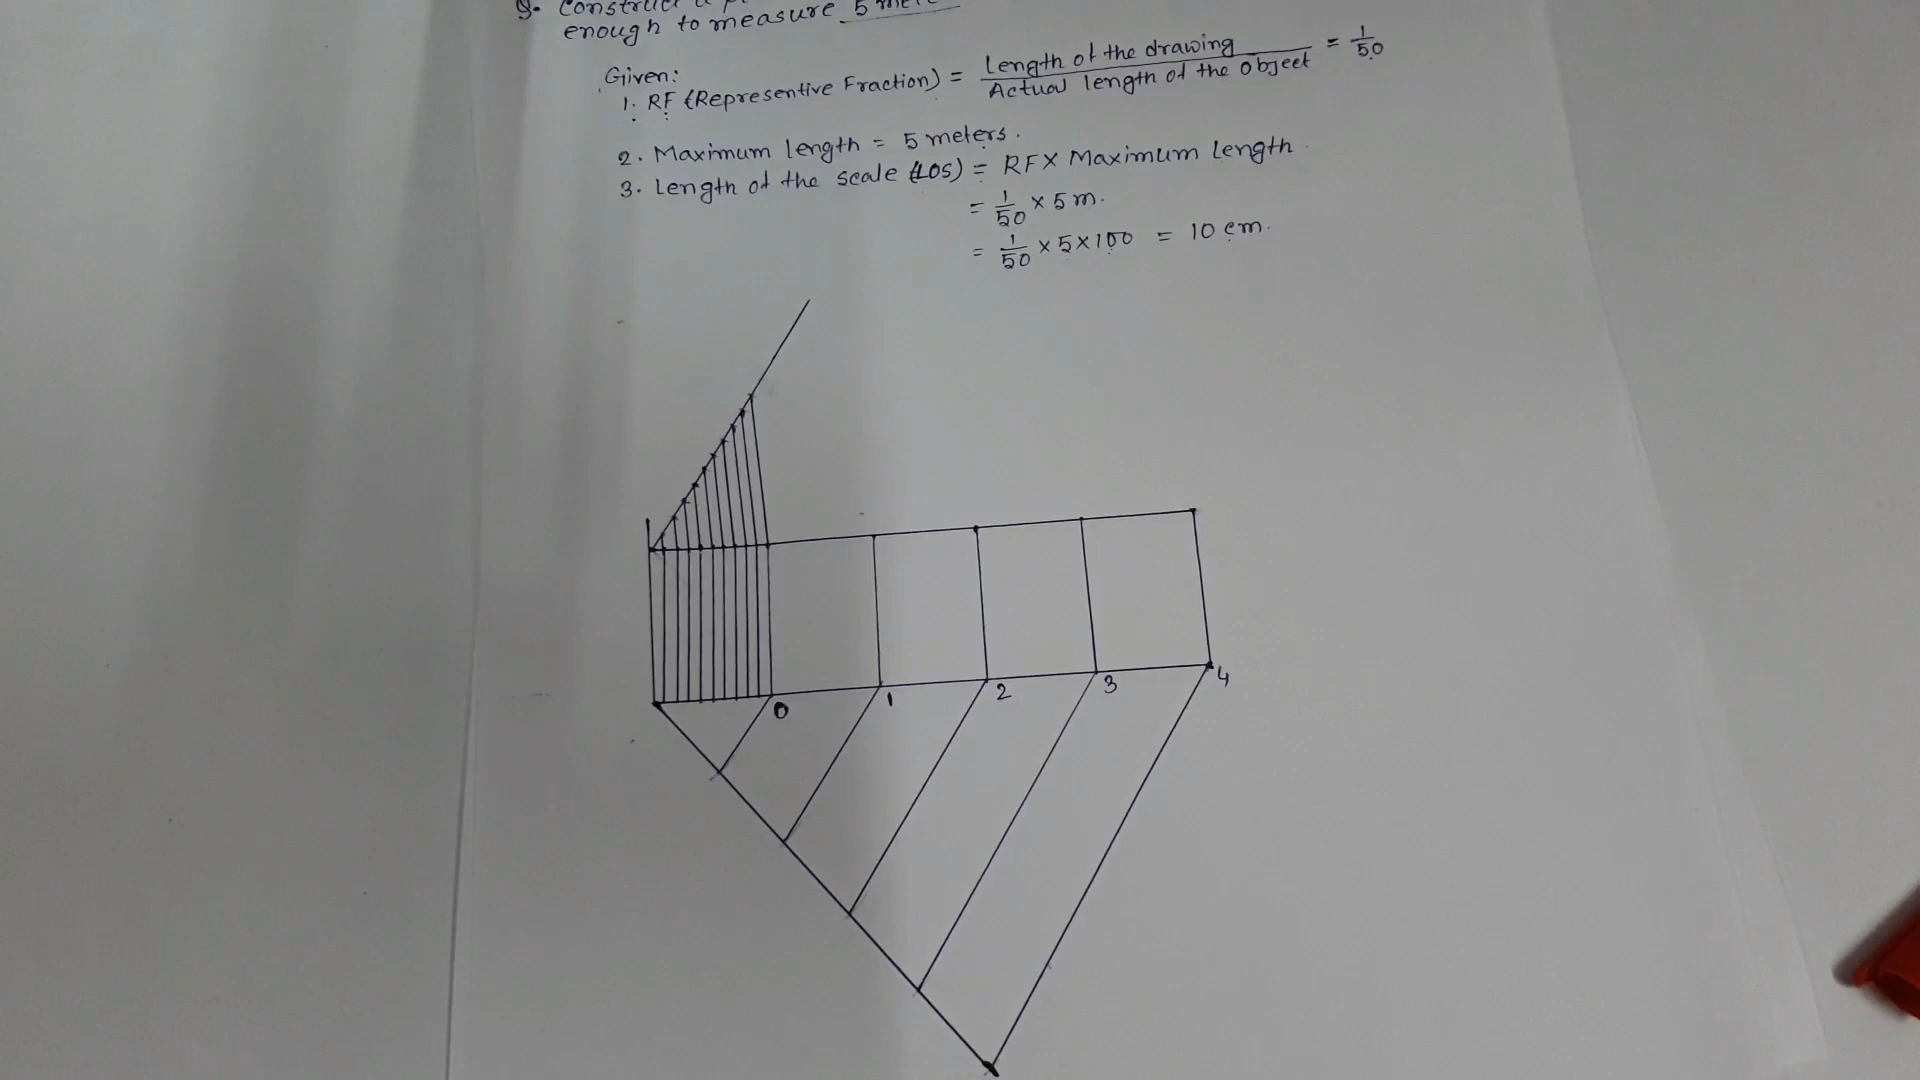 Q. Construct a
enough to measure 5
Given:
1. RF (Representive Fraction) = Length of the drawing / Actual length of the object = 1/50
2. Maximum length = 5 meters.
3. Length of the scale (LOS) = RF X Maximum Length
= 1/50 × 5 m.
= 1/50 × 5 × 100 = 10 cm.
0 1 2 3 4